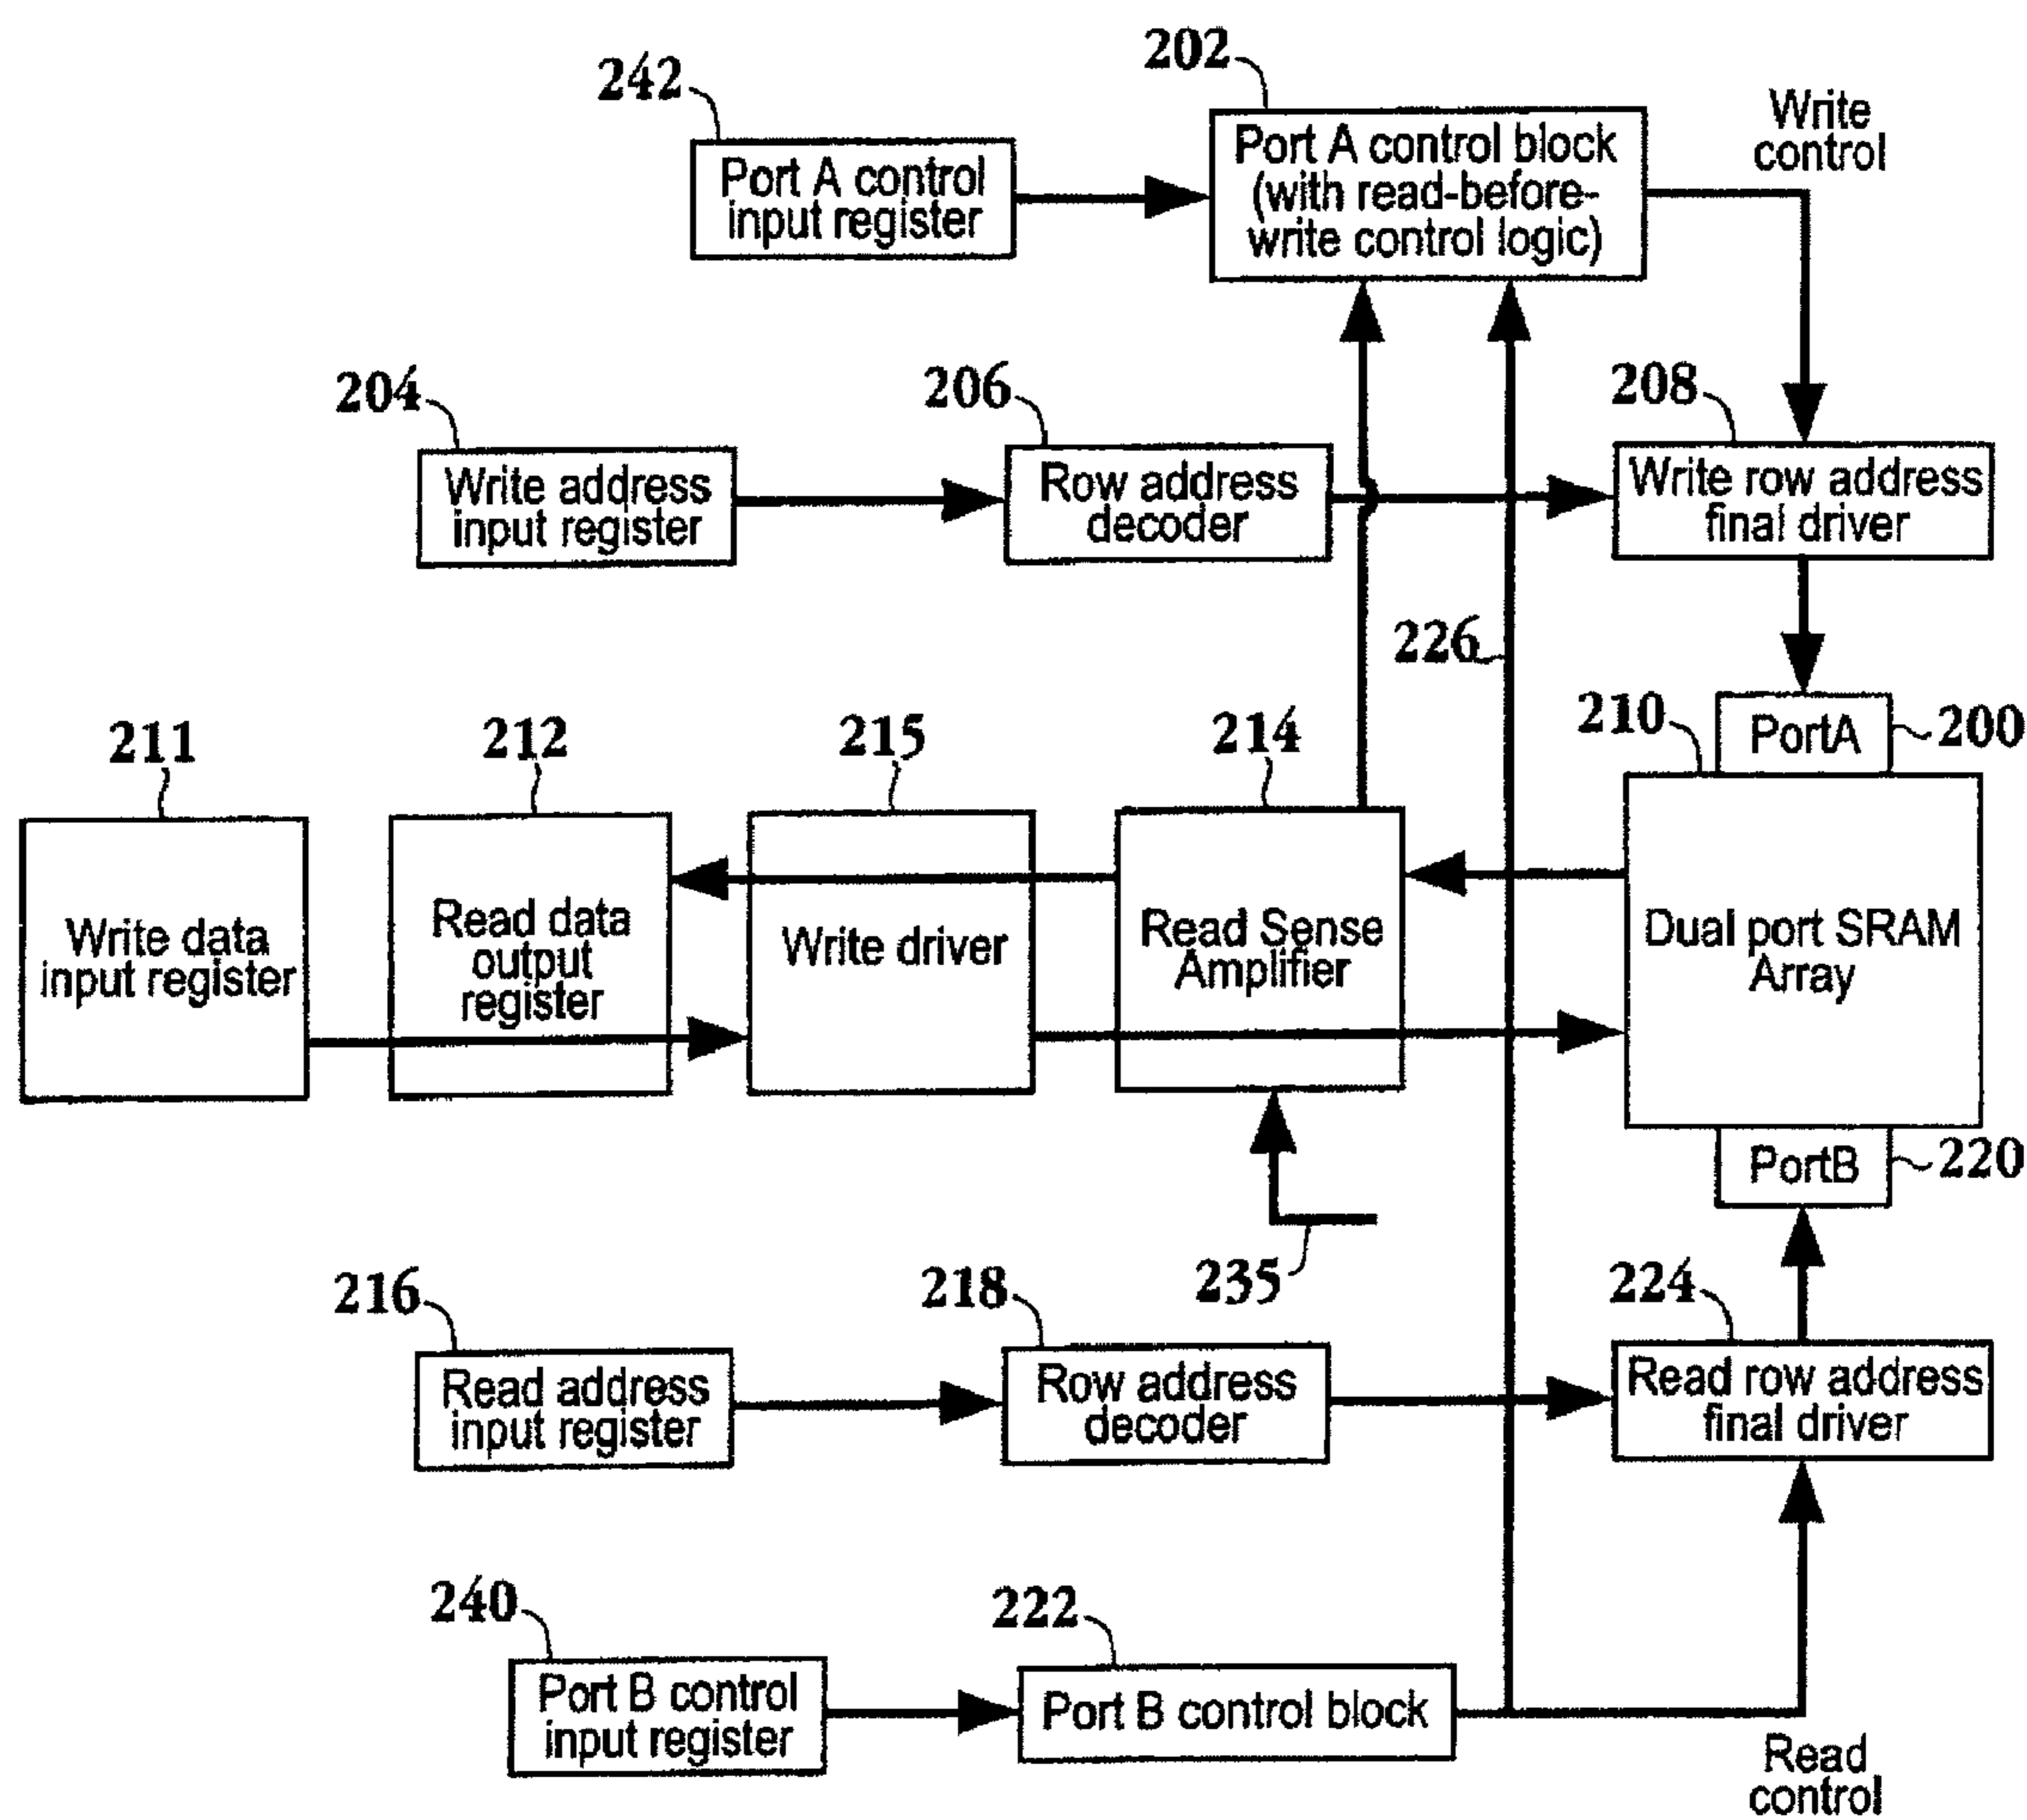 202
242
Write
control
Port A control block
(with read-before-
write control logic)
Port A control
input register
204
206
208
Write address
input register
Row address
decoder
Write row address
final driver
226
211
212
215
214
210
PortA
200
Write data
input register
Read data
output
register
Write driver
Read Sense
Amplifier
Dual port SRAM
Array
PortB
220
235
216
218
224
Read address
input register
Row address
decoder
Read row address
final driver
240
222
Port B control
input register
Port B control block
Read
control